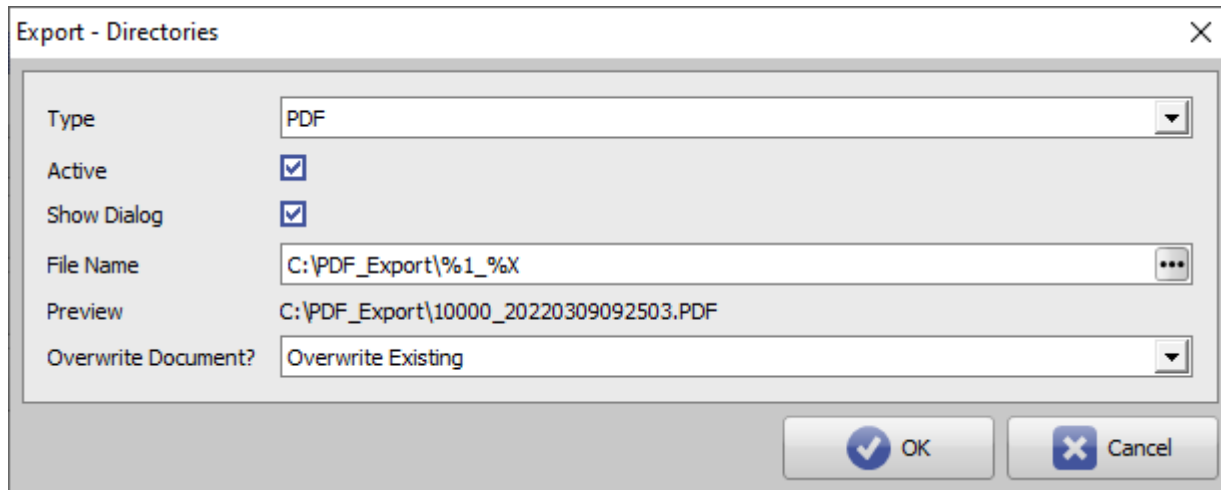 Export - Directories
Type PDF
Active
Show Dialog
File Name C:\PDF_Export\%1_%X
Preview C:\PDF_Export\10000_20220309092503.PDF
Overwrite Document? Overwrite Existing
OK Cancel